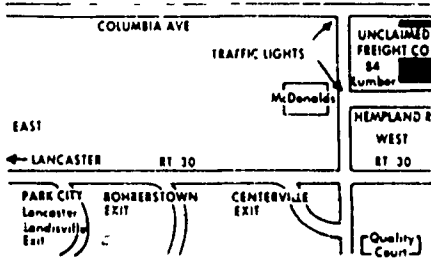 COLUMBIA AVE
UNCLAIMED
FREIGHT CO
84
Lumber
TRAFFIC LIGHTS
McDonalds
HEMPLAND R
EAST
WEST
← LANCASTER
RT 30
RT 30
PARK CITY
Lancaster
Landisville
Exit
ROHRERSTOWN
EXIT
CENTERVILLE
EXIT
Quality
Court